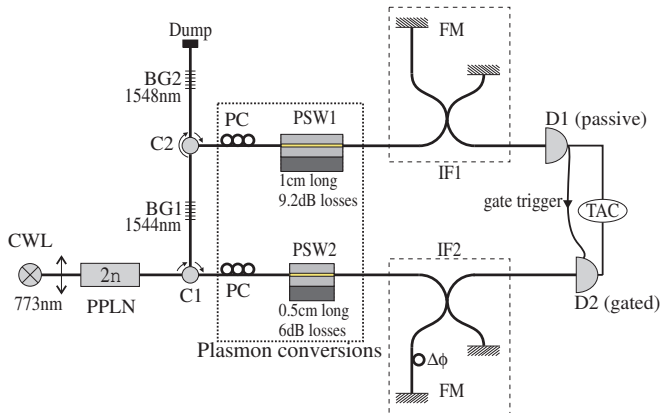 Dump
BG2
1548nm
C2
BG1
1544nm
CWL
773nm
2n
PPLN
C1
PC
PSW1
1cm long
9.2dB losses
PC
PSW2
0.5cm long
6dB losses
Plasmon conversions
FM
IF1
IF2
Δϕ
FM
D1 (passive)
gate trigger
TAC
D2 (gated)